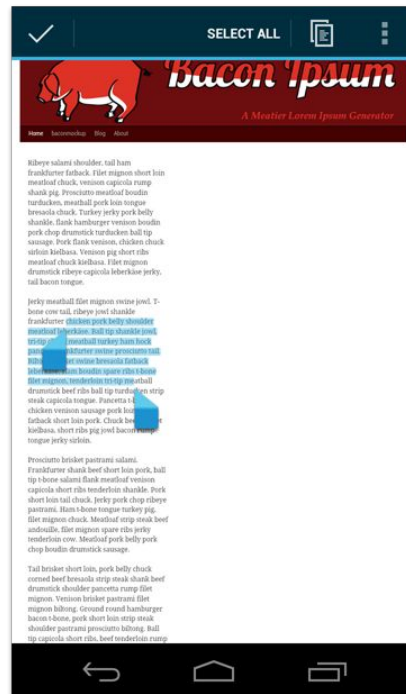 SELECT ALL
Bacon Ipsum
A Meatier Lorem Ipsum Generator
Home baconmockup Blog About
Ribeye salami shoulder, tail ham
frankfurter fatback. Filet mignon short loin
meatloaf chuck, venison capicola rump
shank pig. Prosciutto meatloaf boudin
turducken, meatball pork loin tongue
bresaola chuck. Turkey jerky pork belly
shankle, flank hamburger venison boudin
pork chop drumstick turducken ball tip
sausage. Pork flank venison, chicken chuck
sirloin kielbasa. Venison pig short ribs
meatloaf chuck kielbasa. Filet mignon
drumstick ribeye capicola leberkäse jerky,
tail bacon tongue.
Jerky meatball filet mignon swine jowl. T-
bone cow tail, ribeye jowl shankle
frankfurter chicken pork belly shoulder
meatloaf leberkäse. Ball tip shankle jowl,
tri-tip meatball turkey ham hock
swine prosciutto tail.
swine bresaola fatback
boudin spare ribs t-bone
filet mignon, tenderloin tri-tip meatball
drumstick beef ribs ball tip turducken strip
steak capicola tongue. Pancetta
chicken venison sausage pork
fatback short loin pork. Chuck
kielbasa, short ribs pig jowl bacon rump,
tongue jerky sirloin.
Prosciutto brisket pastrami salami.
Frankfurter shank beef short loin pork, ball
tip t-bone salami flank meatloaf venison
capicola short ribs tenderloin shankle. Pork
short loin tail chuck. Jerky pork chop ribeye
pastrami. Ham t-bone tongue turkey pig,
filet mignon chuck. Meatloaf strip steak beef
andouille, filet mignon spare ribs jerky
tenderloin cow. Meatloaf pork belly pork
chop boudin drumstick sausage.
Tail brisket short loin, pork belly chuck
corned beef bresaola strip steak shank beef
drumstick shoulder pancetta rump filet
mignon. Venison brisket pastrami filet
mignon biltong. Ground round hamburger
bacon t-bone, pork short loin strip steak
shoulder pastrami prosciutto biltong. Ball
tip capicola short ribs, beef tenderloin rump